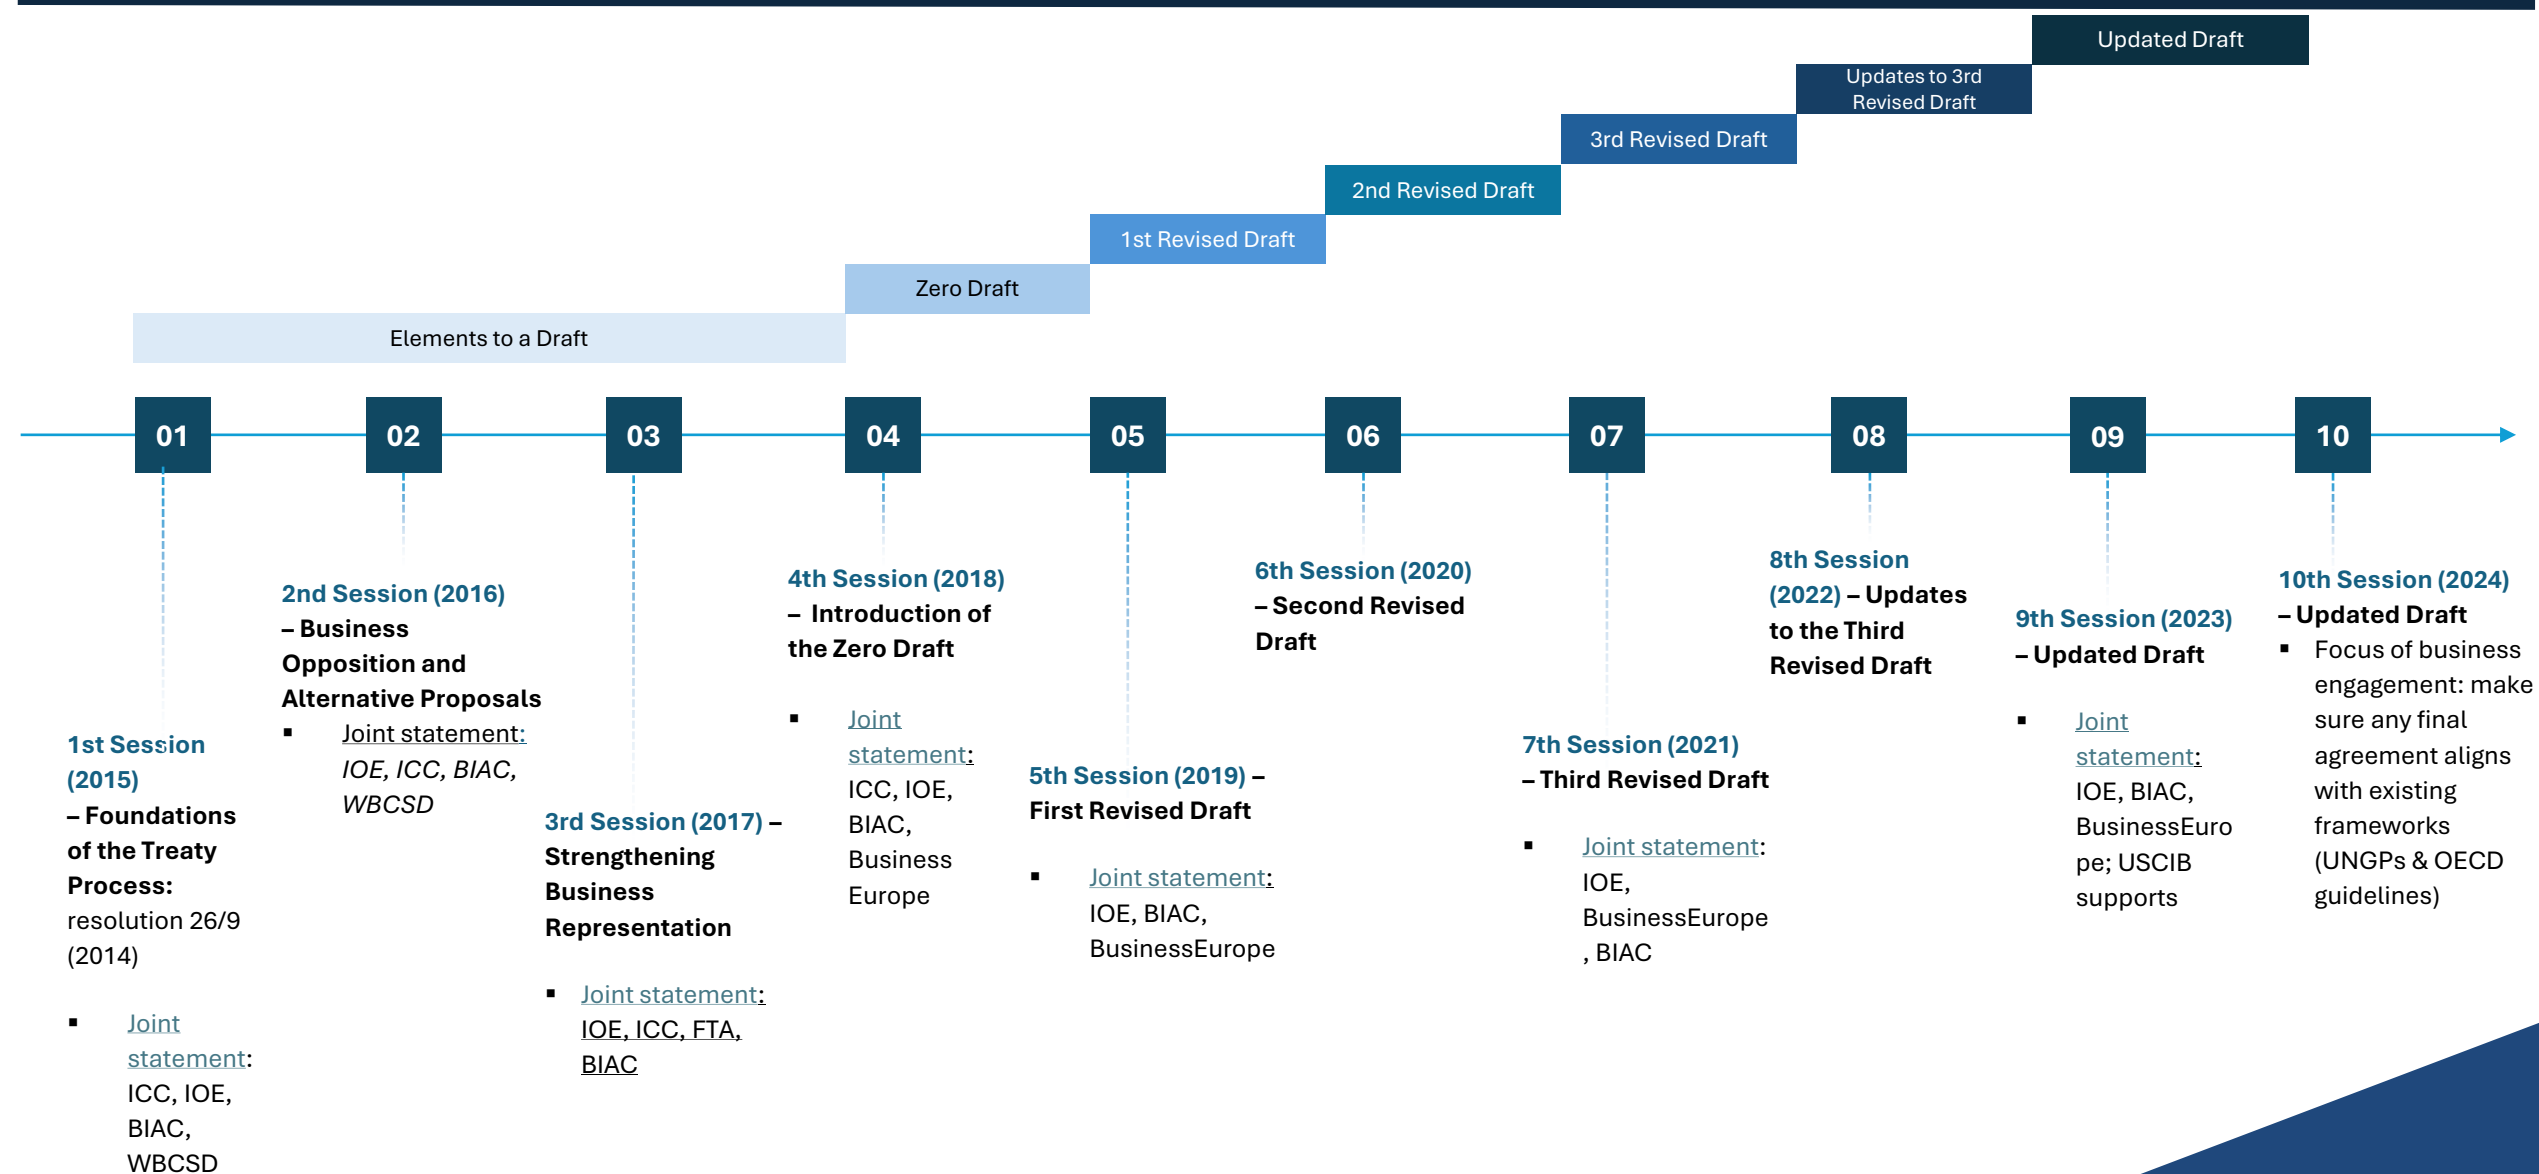 Updated Draft
Updates to 3rd
Revised Draft
3rd Revised Draft
2nd Revised Draft
1st Revised Draft
Zero Draft
Elements to a Draft
01
02
03
04
05
06
07
08
09
10
1st Session
(2015)
– Foundations
of the Treaty
Process:
resolution 26/9
(2014)
▪ Joint
statement:
ICC, IOE,
BIAC,
WBCSD
2nd Session (2016)
– Business
Opposition and
Alternative Proposals
▪ Joint statement:
IOE, ICC, BIAC,
WBCSD
3rd Session (2017) –
Strengthening
Business
Representation
▪ Joint statement:
IOE, ICC, FTA,
BIAC
4th Session (2018)
– Introduction of
the Zero Draft
▪ Joint
statement:
ICC, IOE,
BIAC,
Business
Europe
5th Session (2019) –
First Revised Draft
▪ Joint statement:
IOE, BIAC,
BusinessEurope
6th Session (2020)
– Second Revised
Draft
7th Session (2021)
– Third Revised Draft
▪ Joint statement:
IOE,
BusinessEurope
, BIAC
8th Session
(2022) – Updates
to the Third
Revised Draft
9th Session (2023)
– Updated Draft
▪ Joint
statement:
IOE, BIAC,
BusinessEuro
pe; USCIB
supports
10th Session (2024)
– Updated Draft
▪ Focus of business
engagement: make
sure any final
agreement aligns
with existing
frameworks
(UNGPs & OECD
guidelines)